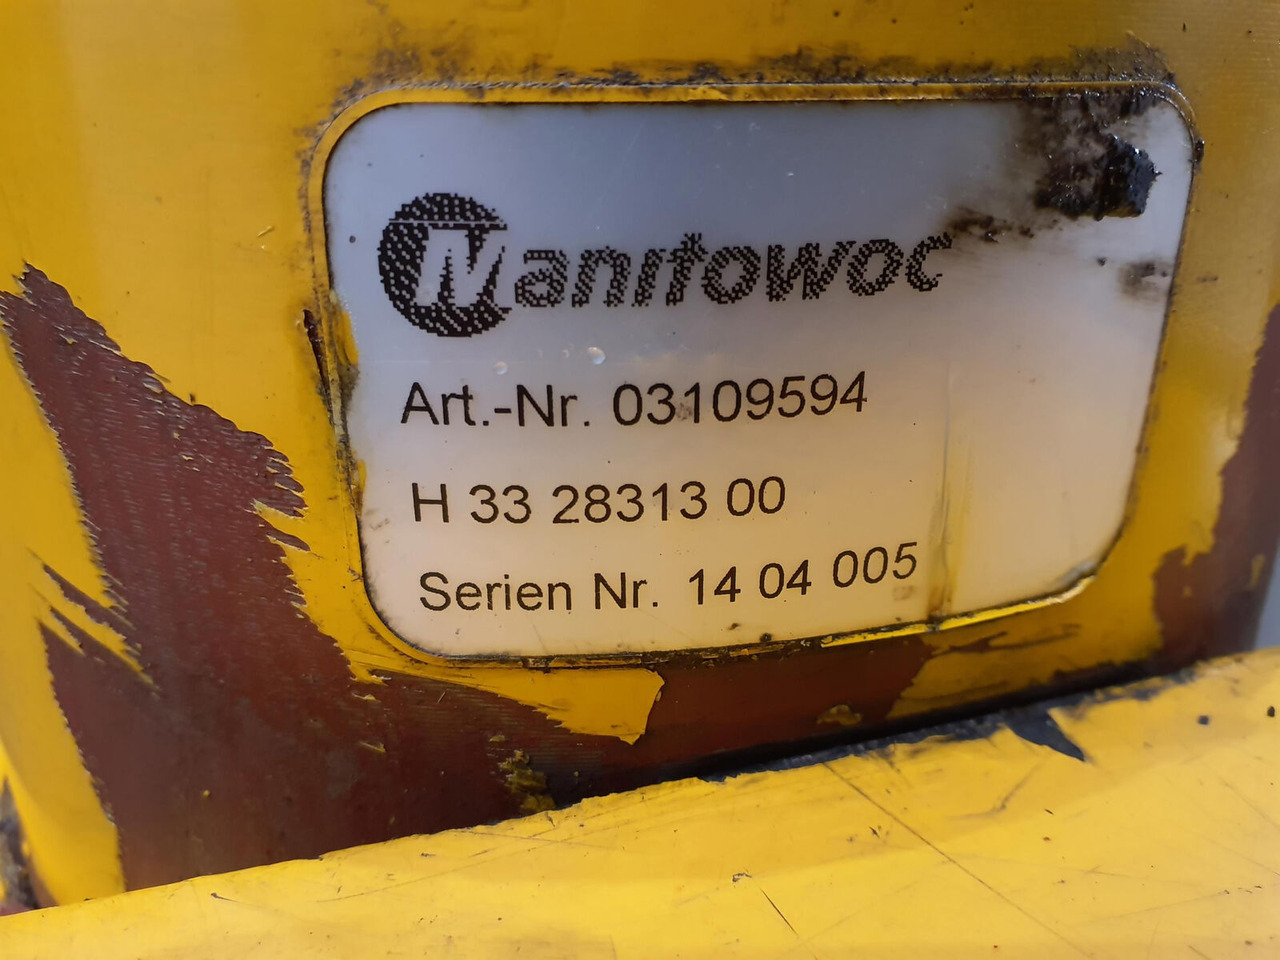 Manitowoc
Art.-Nr. 03109594
H 33 28313 00
Serien Nr. 14 04 005